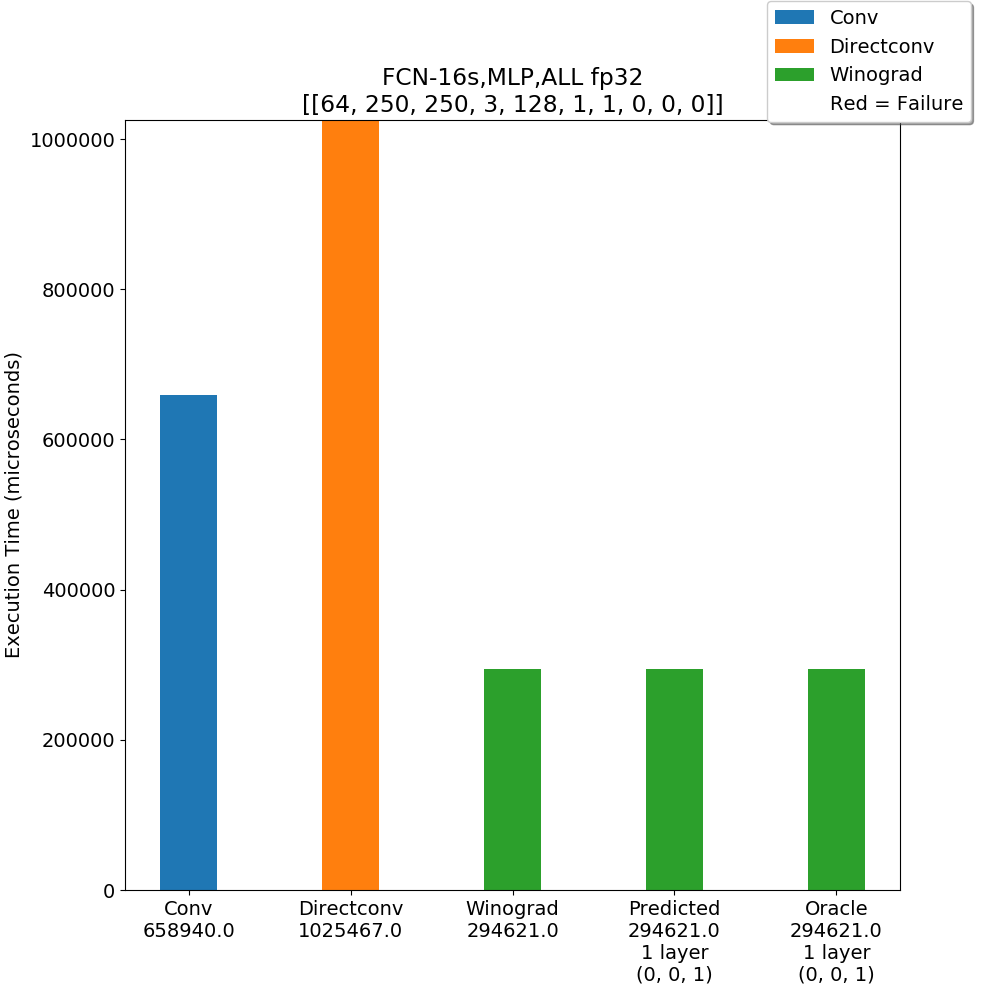 Conv
Directconv
Winograd
Red = Failure
FCN-16s,MLP,ALL fp32
[[64, 250, 250, 3, 128, 1, 1, 0, 0, 0]]
Execution Time (microseconds)
1000000
800000
600000
400000
200000
0
Conv
658940.0
Directconv
1025467.0
Winograd
294621.0
Predicted
294621.0
1 layer
(0, 0, 1)
Oracle
294621.0
1 layer
(0, 0, 1)